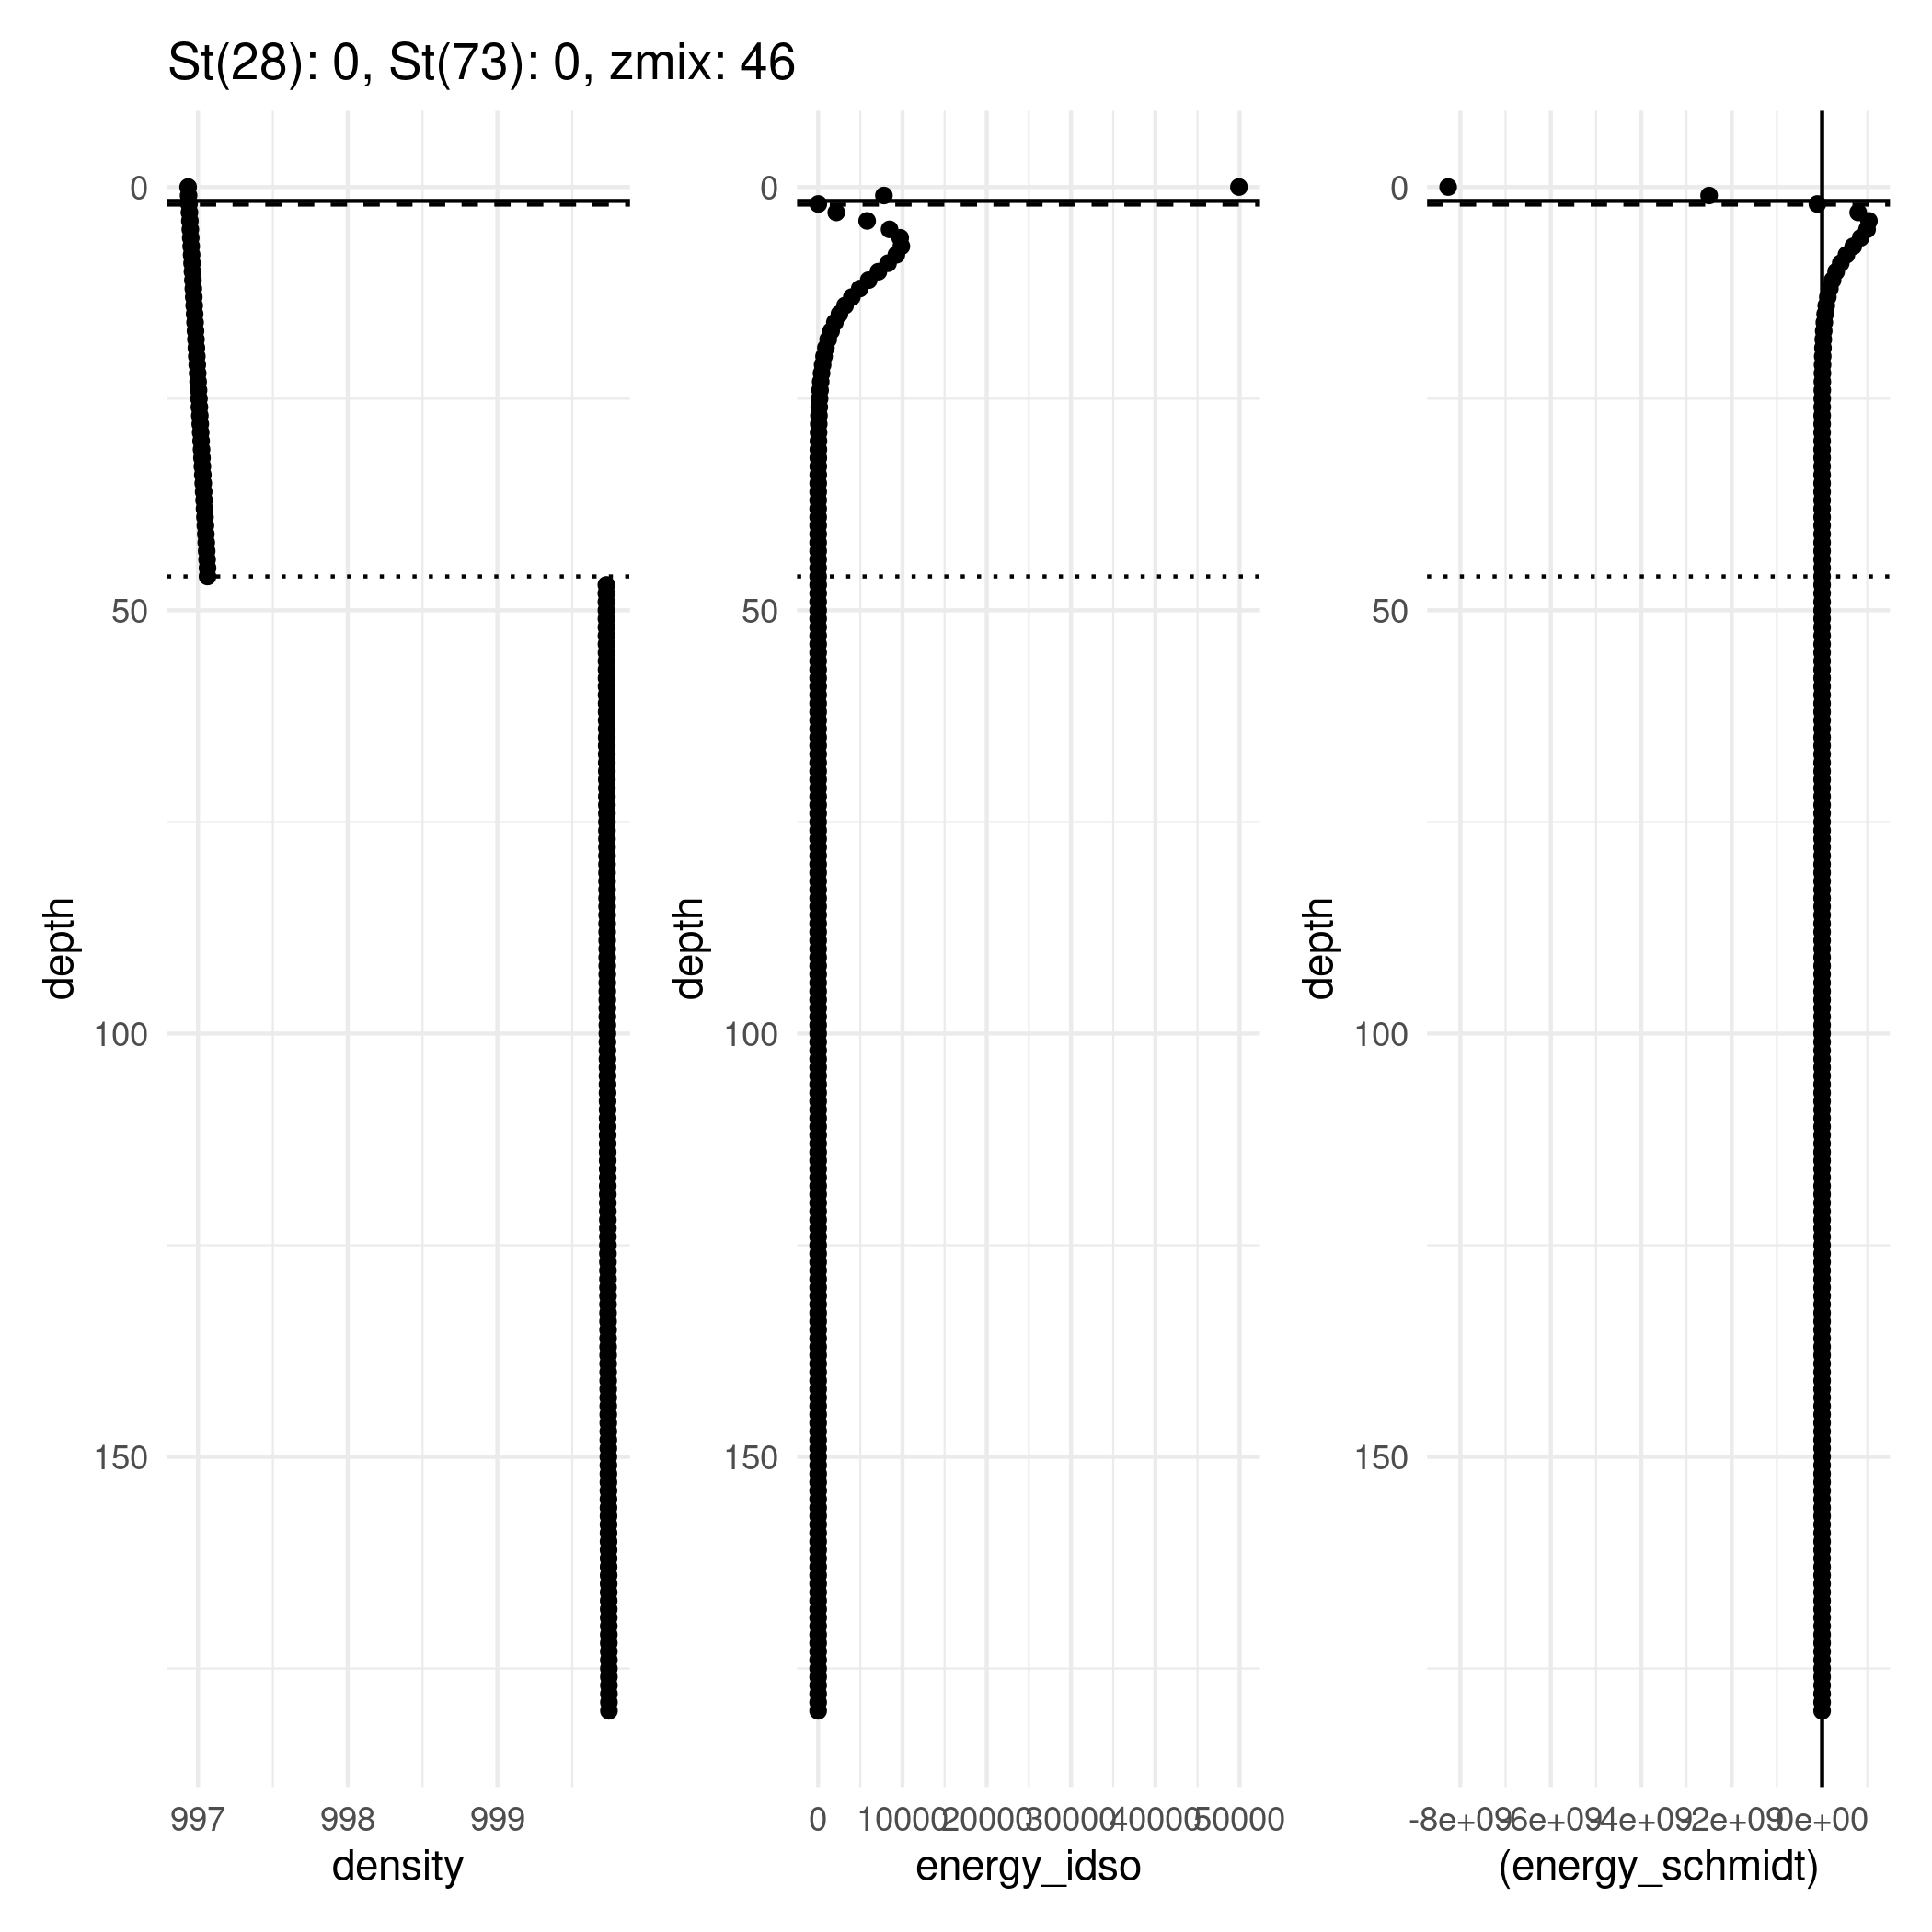 St(28): 0, St(73): 0, zmix: 46
depth
0
50
100
150
997 998 999
density
depth
0
50
100
150
0 10000 20000 30000 40000 50000
energy_idso
depth
0
50
100
150
-8e+09 -6e+09 -4e+09 -2e+09 0e+00
(energy_schmidt)